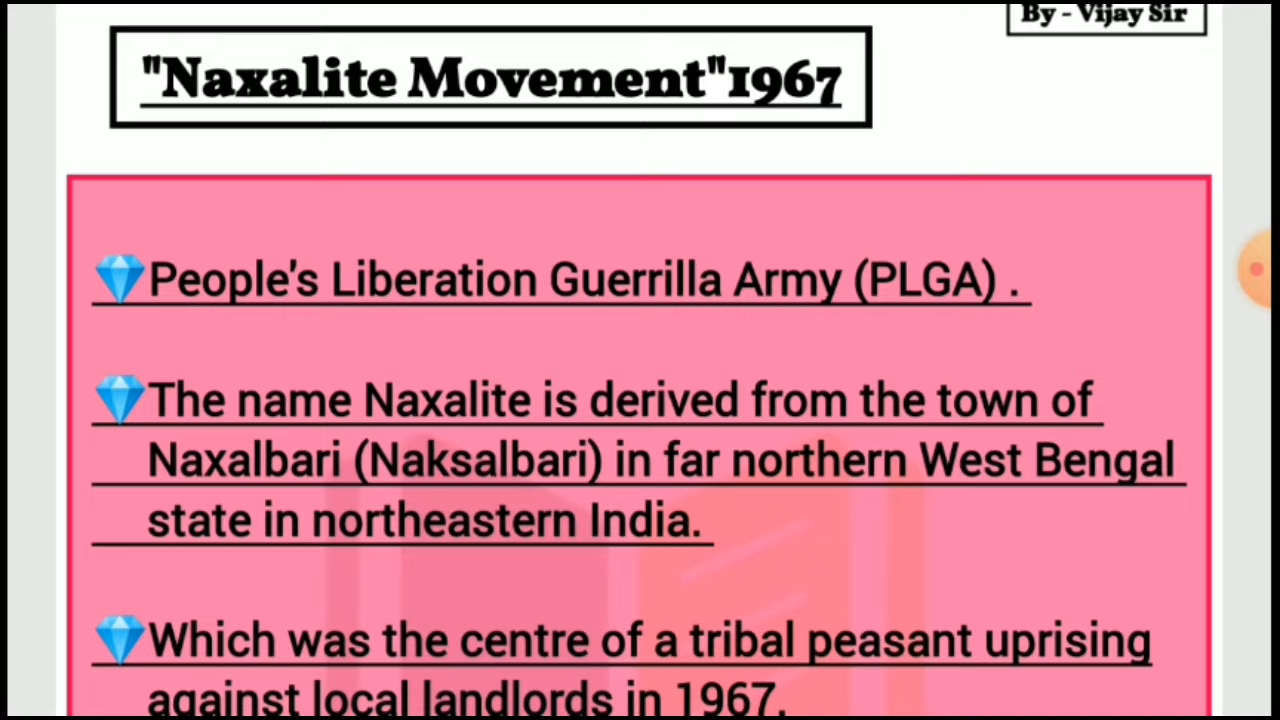 By - Vijay Sir
"Naxalite Movement"1967
People's Liberation Guerrilla Army (PLGA) .
The name Naxalite is derived from the town of
Naxalbari (Naksalbari) in far northern West Bengal
state in northeastern India.
Which was the centre of a tribal peasant uprising
against local landlords in 1967.